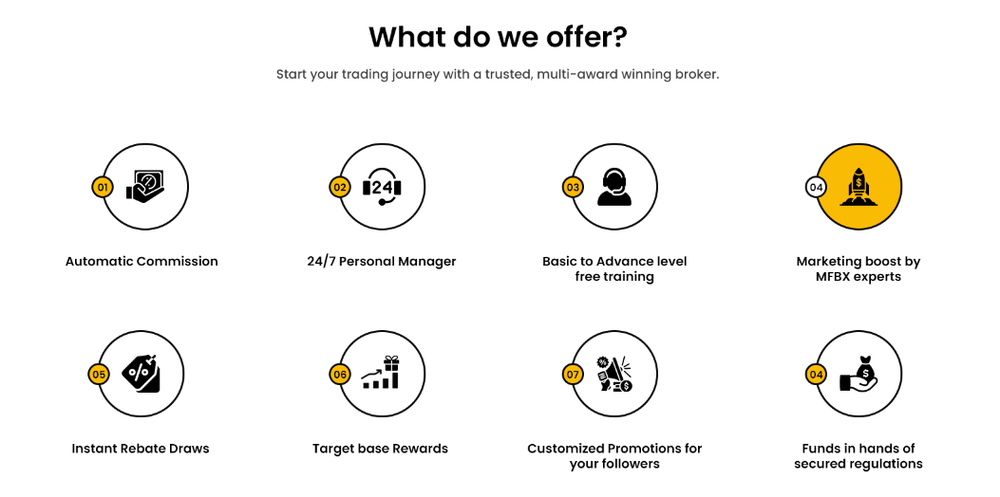 What do we offer?
Start your trading journey with a trusted, multi-award winning broker.
01
02
24
03
04
$
Automatic Commission
24/7 Personal Manager
Basic to Advance level
free training
Marketing boost by
MFBX experts
05
%
06
07
%
$
04
$
Instant Rebate Draws
Target base Rewards
Customized Promotions for
your followers
Funds in hands of
secured regulations